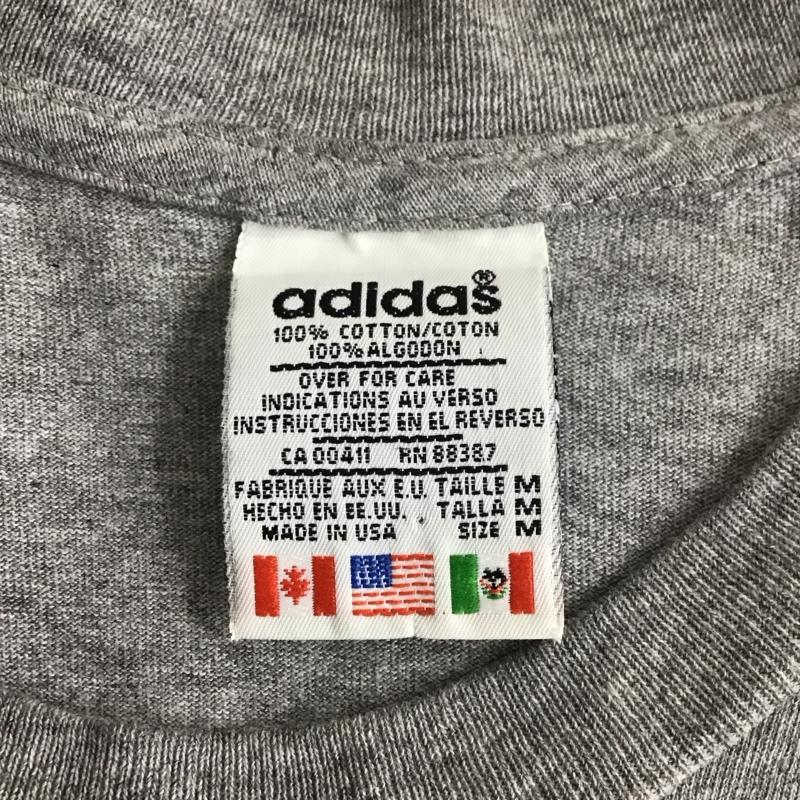 adidas®
100% COTTON/COTON
100% ALGODON
OVER FOR CARE
INDICATIONS AU VERSO
INSTRUCCIONES EN EL REVERSO
CA 00411 RN 88387
FABRIQUE AUX E.U. TAILLE M
HECHO EN EE.UU. TALLA M
MADE IN USA SIZE M